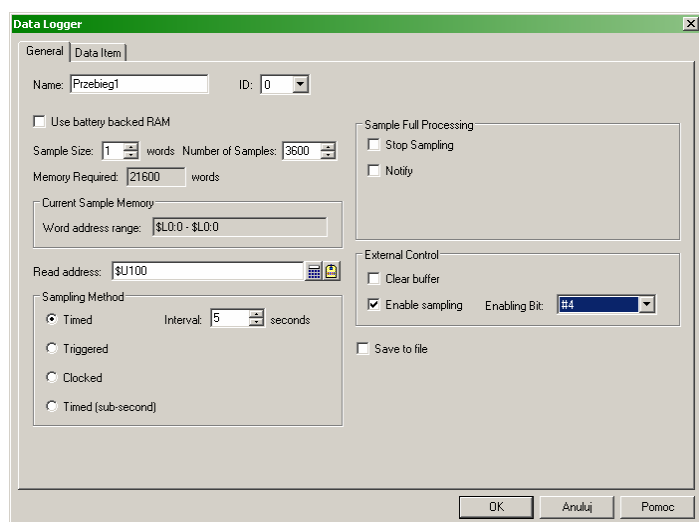 Data Logger
General Data Item
Name: Przebieg1 ID: 0
Use battery backed RAM
Sample Size: 1 words Number of Samples: 3600
Memory Required: 21600 words
Current Sample Memory
Word address range: $L0:0 - $L0:0
Read address: $U100
Sampling Method
Timed Interval: 5 seconds
Triggered
Clocked
Timed (sub-second)
Sample Full Processing
Stop Sampling
Notify
External Control
Clear buffer
Enable sampling Enabling Bit: #4
Save to file
OK Anuluj Pomoc